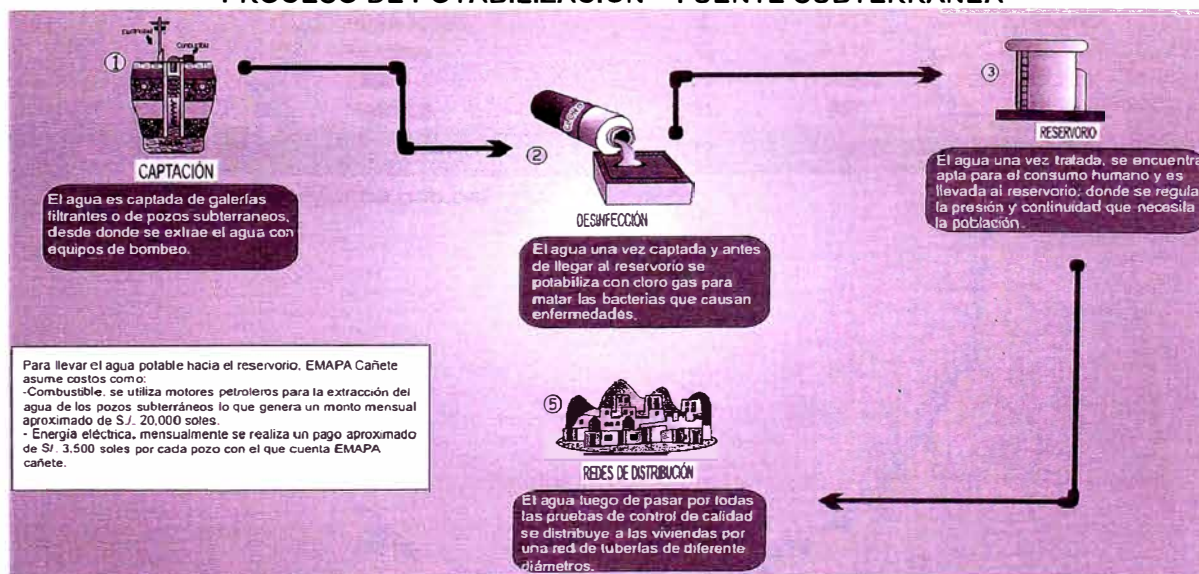 PROCESO DE POTABILIZACIÓN - FUENTE SUBTERRÁNEA
Electricidad
Combustible
①
CAPTACIÓN
El agua es captada de galerías
filtrantes o de pozos subterraneos,
desde donde se extrae el agua con
equipos de bombeo.
CLORO
②
DESINFECCIÓN
El agua una vez captada y antes
de llegar al reservorio se
potabiliza con cloro gas para
matar las bacterias que causan
enfermedades.
③
RESERVORIO
El agua una vez tratada, se encuentra
apta para el consumo humano y es
llevada al reservorio; donde se regula
la presión y continuidad que necesita
la población.
Para llevar el agua potable hacia el reservorio, EMAPA Cañete
asume costos como:
-Combustible, se utiliza motores petroleros para la extracción del
agua de los pozos subterráneos lo que genera un monto mensual
aproximado de S./. 20,000 soles.
- Energía eléctrica, mensualmente se realiza un pago aproximado
de S/. 3,500 soles por cada pozo con el que cuenta EMAPA
cañete.
⑤
REDES DE DISTRIBUCIÓN
El agua luego de pasar por todas
las pruebas de control de calidad
se distribuye a las viviendas por
una red de tuberías de diferente
diámetros.